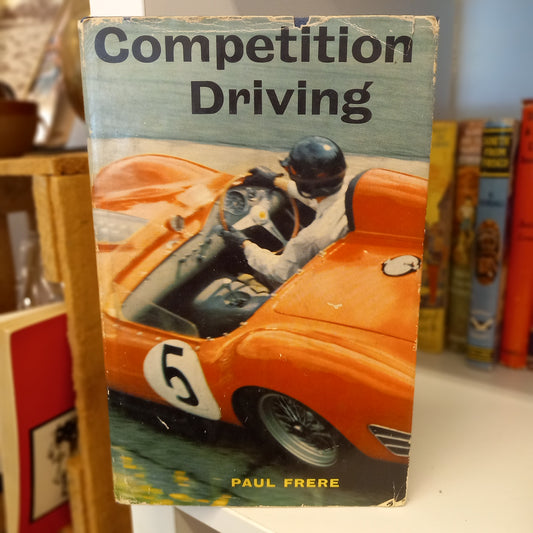 Competition
Driving
5
PAUL FRERE